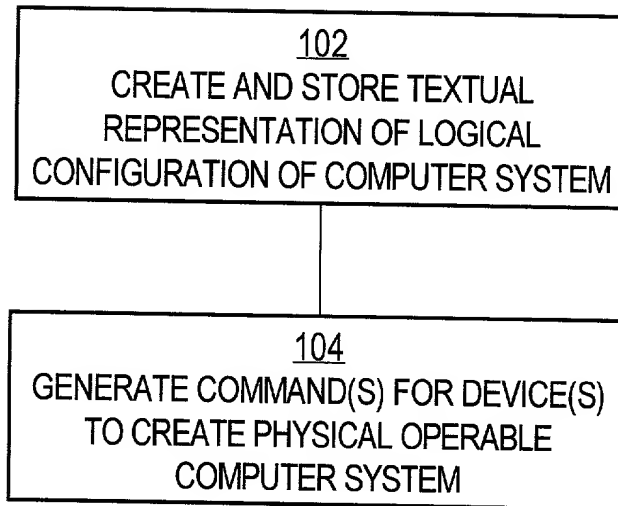 102
CREATE AND STORE TEXTUAL
REPRESENTATION OF LOGICAL
CONFIGURATION OF COMPUTER SYSTEM
104
GENERATE COMMAND(S) FOR DEVICE(S)
TO CREATE PHYSICAL OPERABLE
COMPUTER SYSTEM